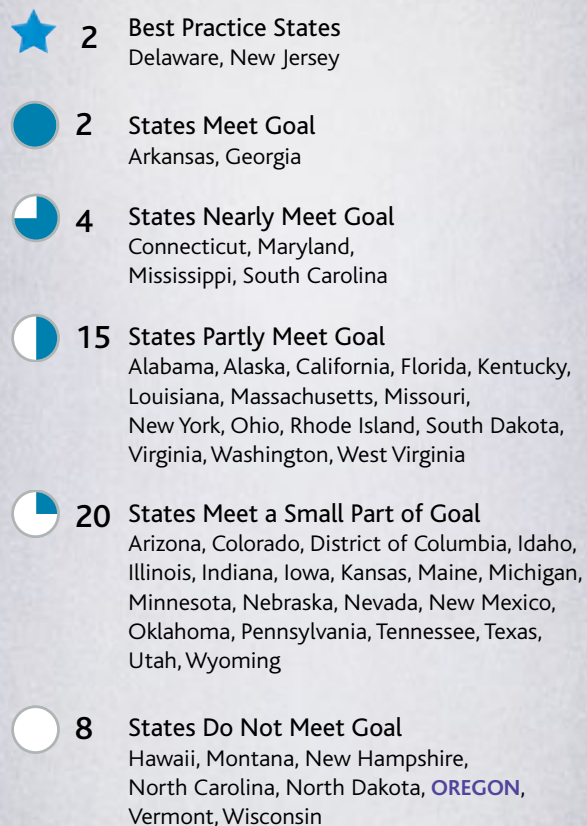 2 Best Practice States
Delaware, New Jersey
2 States Meet Goal
Arkansas, Georgia
4 States Nearly Meet Goal
Connecticut, Maryland,
Mississippi, South Carolina
15 States Partly Meet Goal
Alabama, Alaska, California, Florida, Kentucky,
Louisiana, Massachusetts, Missouri,
New York, Ohio, Rhode Island, South Dakota,
Virginia, Washington, West Virginia
20 States Meet a Small Part of Goal
Arizona, Colorado, District of Columbia, Idaho,
Illinois, Indiana, Iowa, Kansas, Maine, Michigan,
Minnesota, Nebraska, Nevada, New Mexico,
Oklahoma, Pennsylvania, Tennessee, Texas,
Utah, Wyoming
8 States Do Not Meet Goal
Hawaii, Montana, New Hampshire,
North Carolina, North Dakota, OREGON,
Vermont, Wisconsin